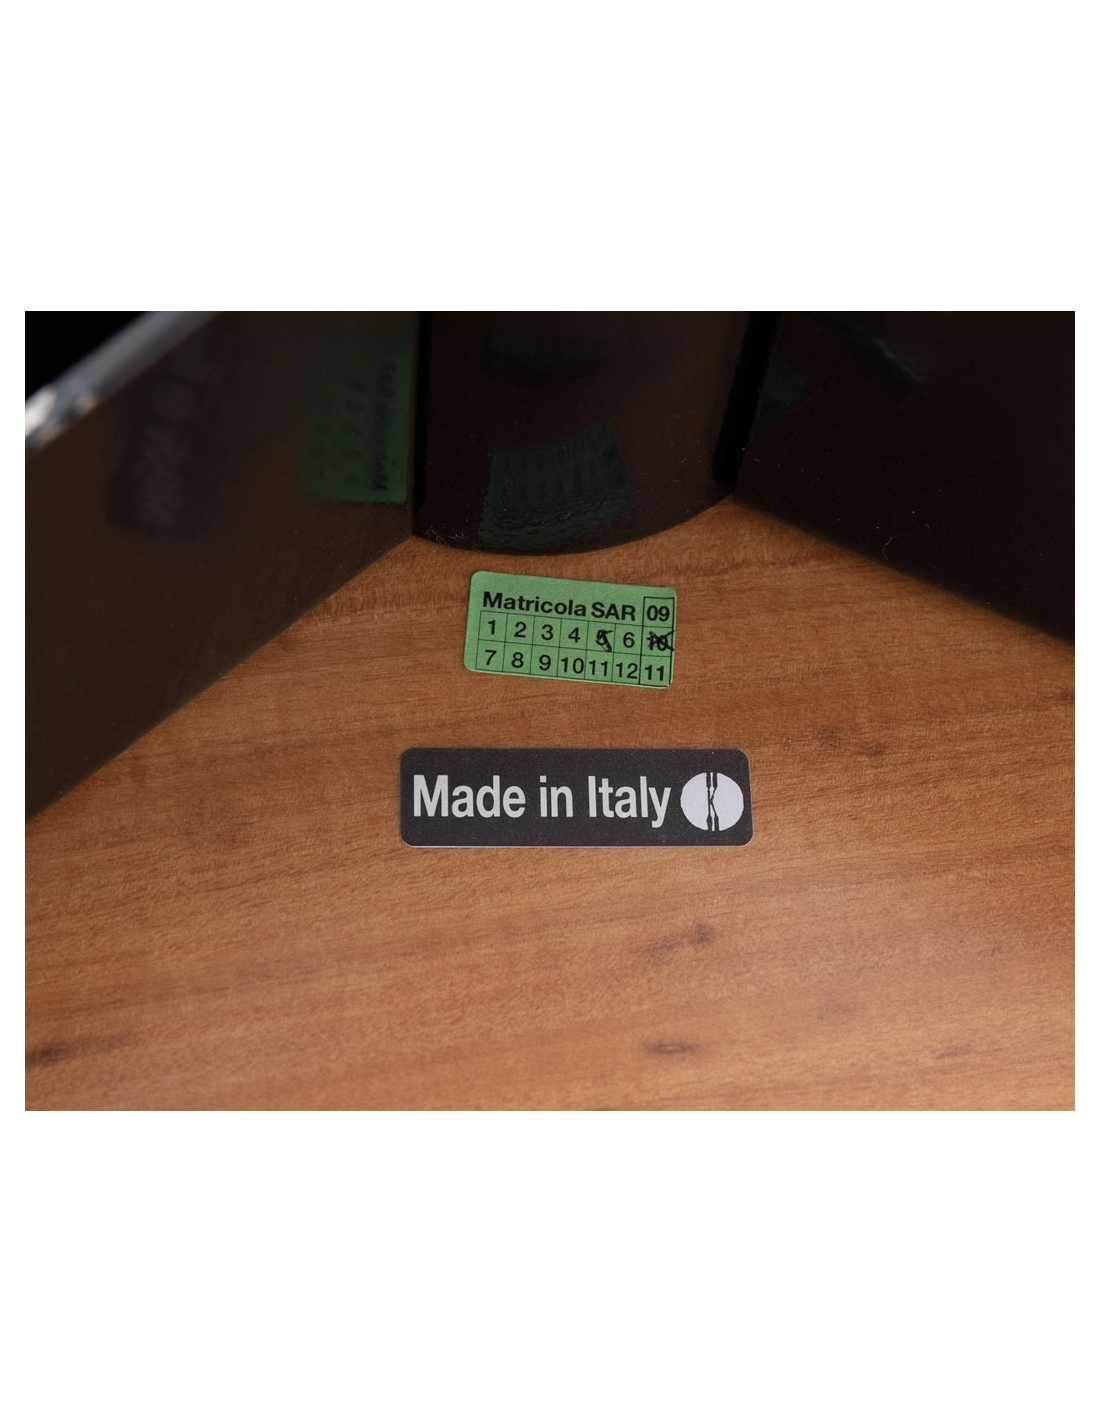 Matricola SAR 09
1 2 3 4 5 6 10
7 8 9 10 11 12 11
Made in Italy K